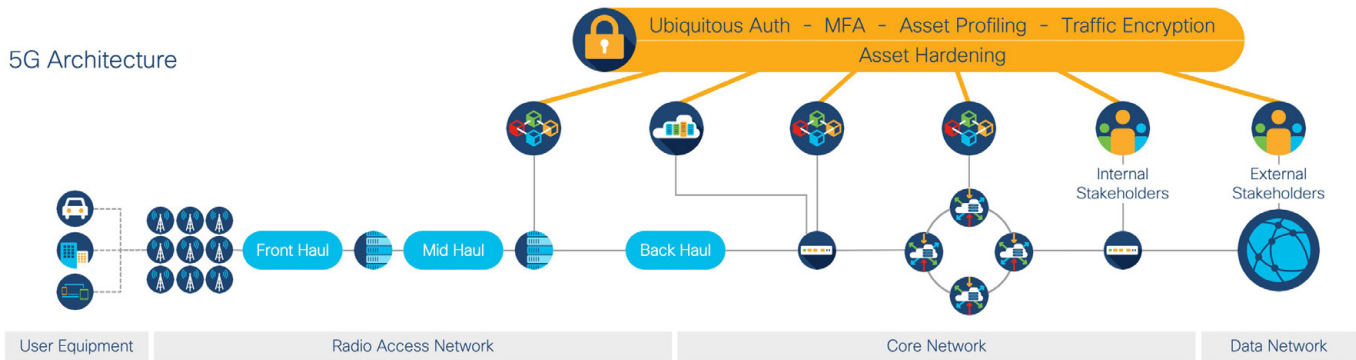 Ubiquitous Auth - MFA - Asset Profiling - Traffic Encryption
Asset Hardening
5G Architecture
Internal
Stakeholders
External
Stakeholders
Front Haul
Mid Haul
Back Haul
User Equipment
Radio Access Network
Core Network
Data Network